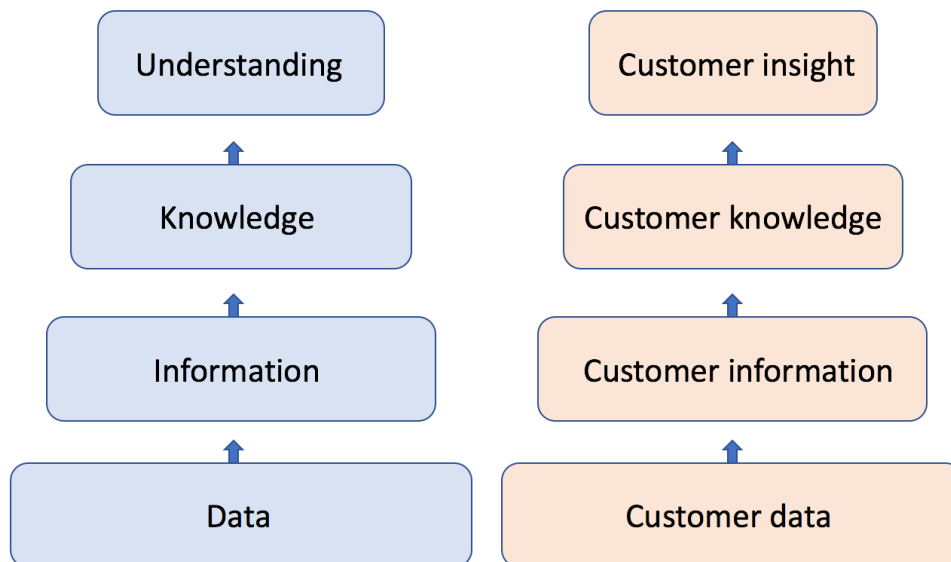 Understanding
Customer insight
Knowledge
Customer knowledge
Information
Customer information
Data
Customer data